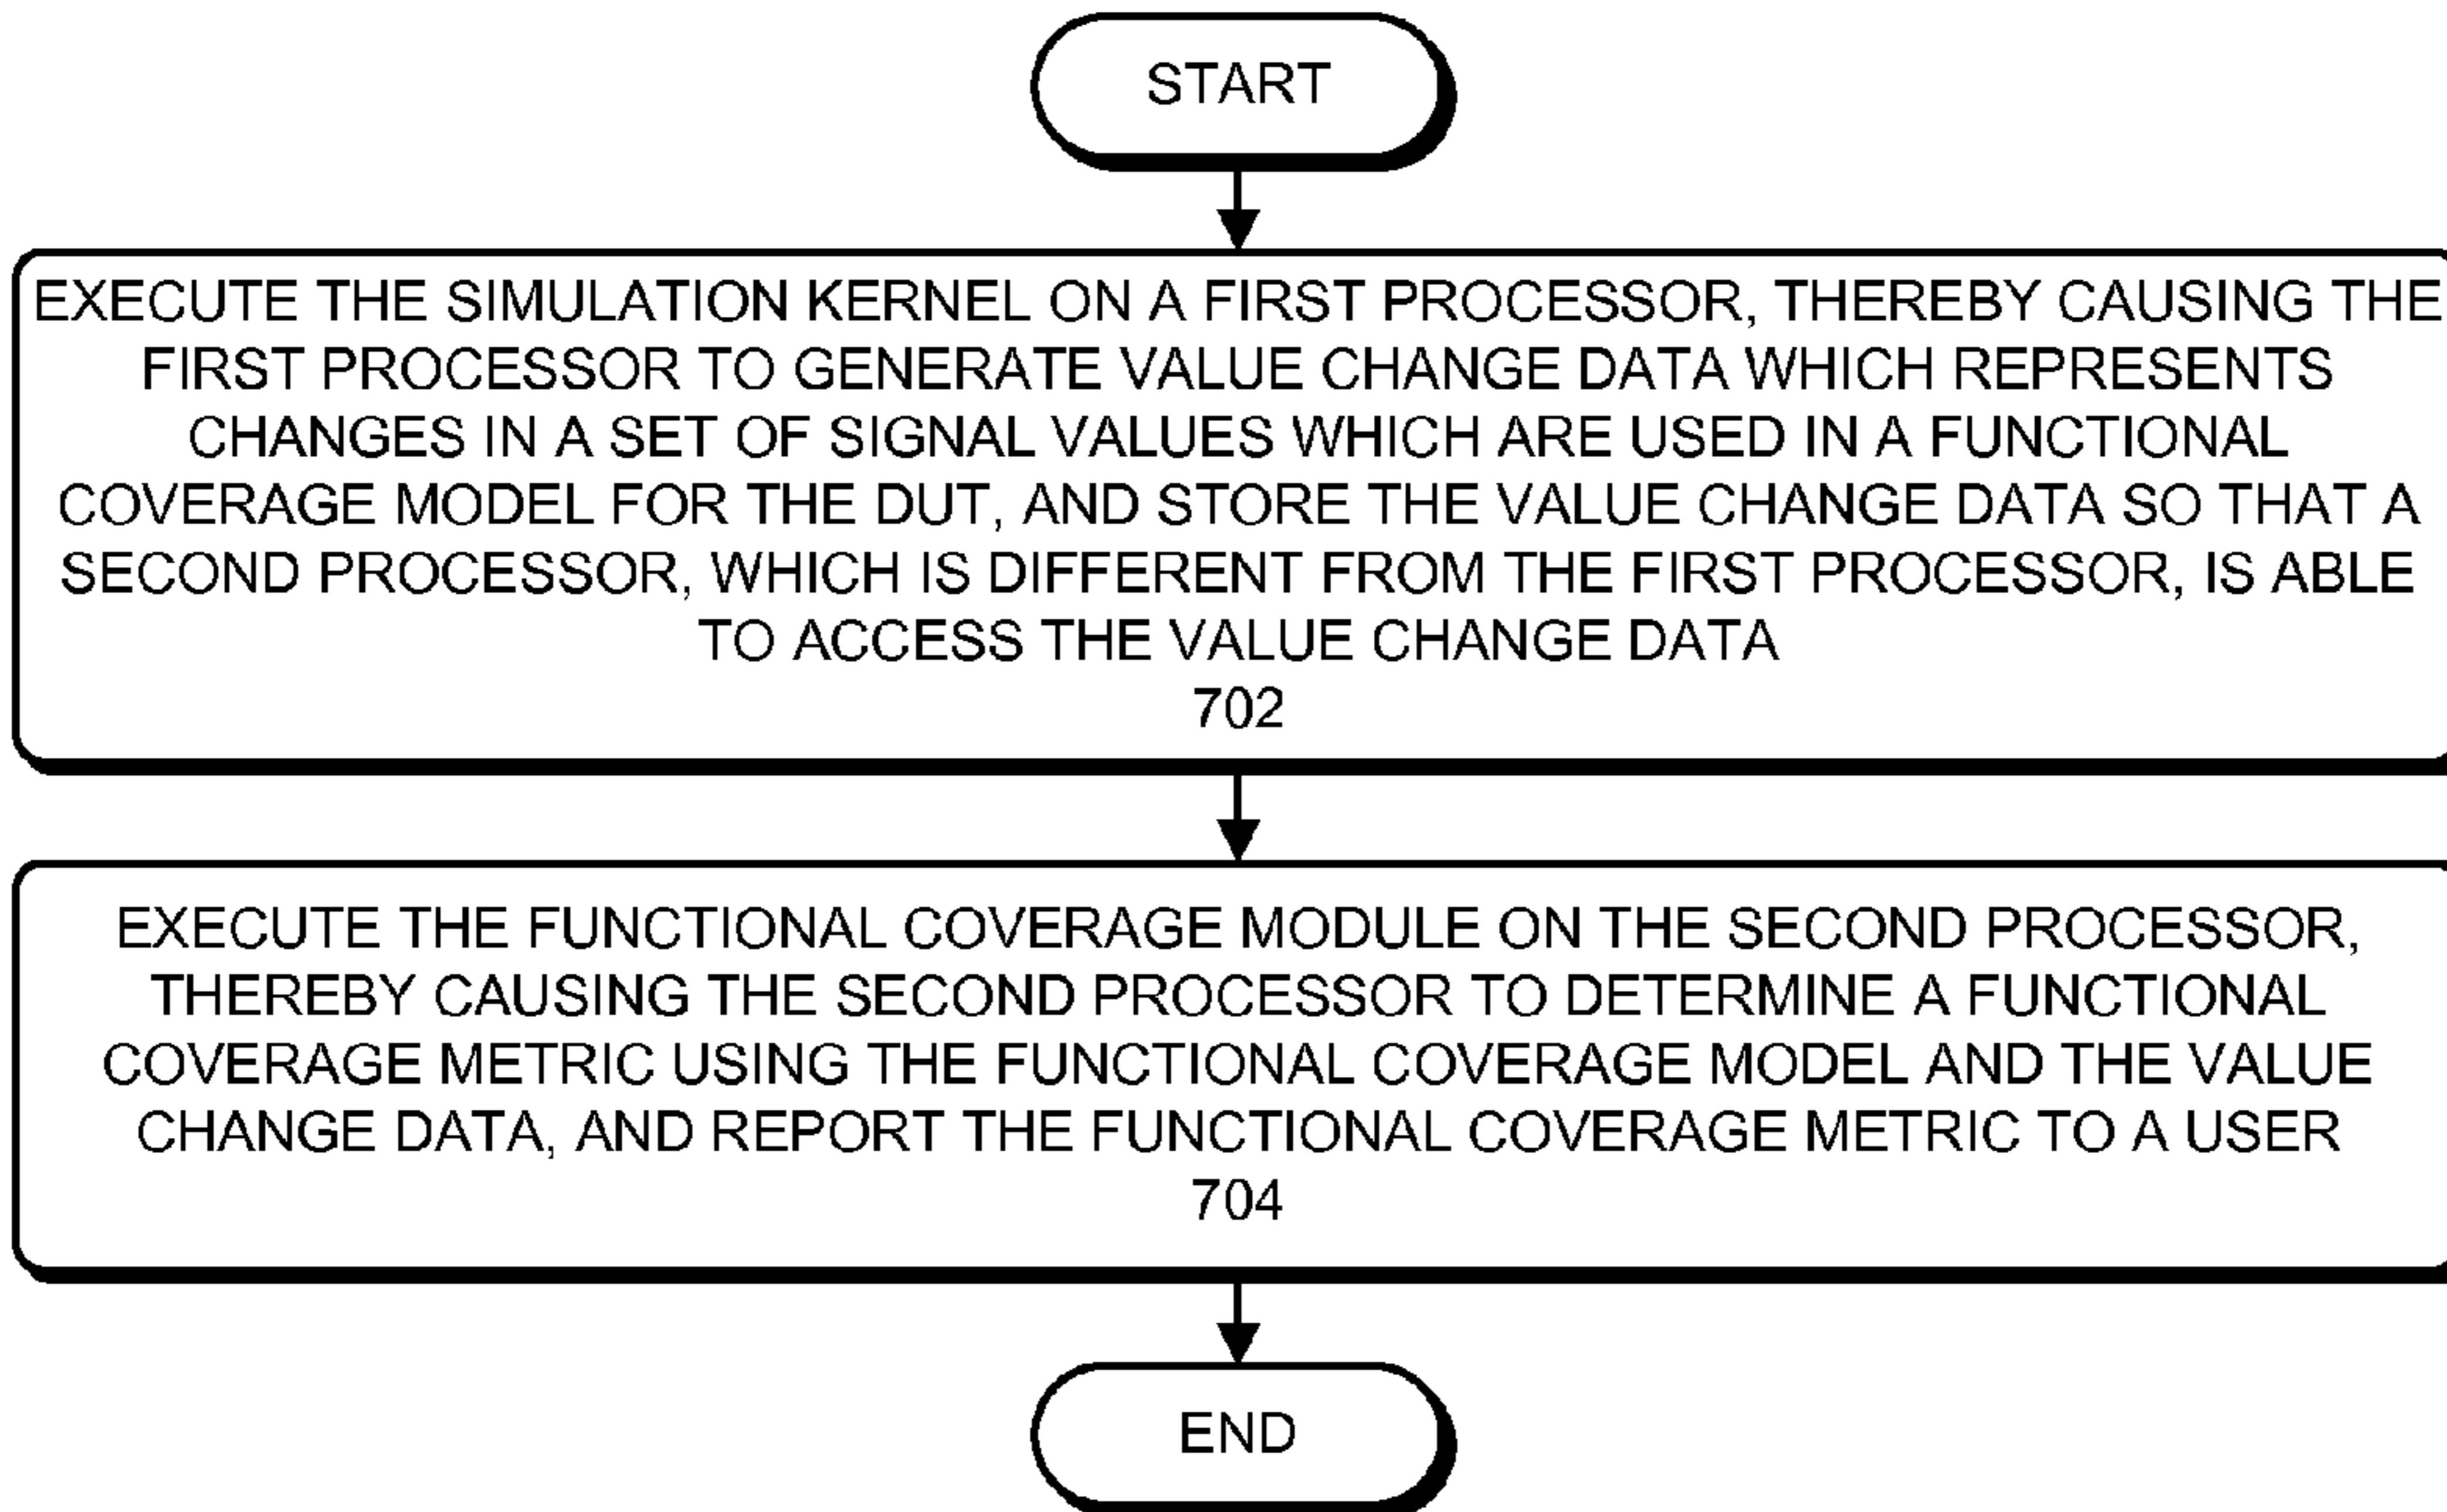 START
EXECUTE THE SIMULATION KERNEL ON A FIRST PROCESSOR, THEREBY CAUSING THE
FIRST PROCESSOR TO GENERATE VALUE CHANGE DATA WHICH REPRESENTS
CHANGES IN A SET OF SIGNAL VALUES WHICH ARE USED IN A FUNCTIONAL
COVERAGE MODEL FOR THE DUT, AND STORE THE VALUE CHANGE DATA SO THAT A
SECOND PROCESSOR, WHICH IS DIFFERENT FROM THE FIRST PROCESSOR, IS ABLE
TO ACCESS THE VALUE CHANGE DATA
702
EXECUTE THE FUNCTIONAL COVERAGE MODULE ON THE SECOND PROCESSOR,
THEREBY CAUSING THE SECOND PROCESSOR TO DETERMINE A FUNCTIONAL
COVERAGE METRIC USING THE FUNCTIONAL COVERAGE MODEL AND THE VALUE
CHANGE DATA, AND REPORT THE FUNCTIONAL COVERAGE METRIC TO A USER
704
END